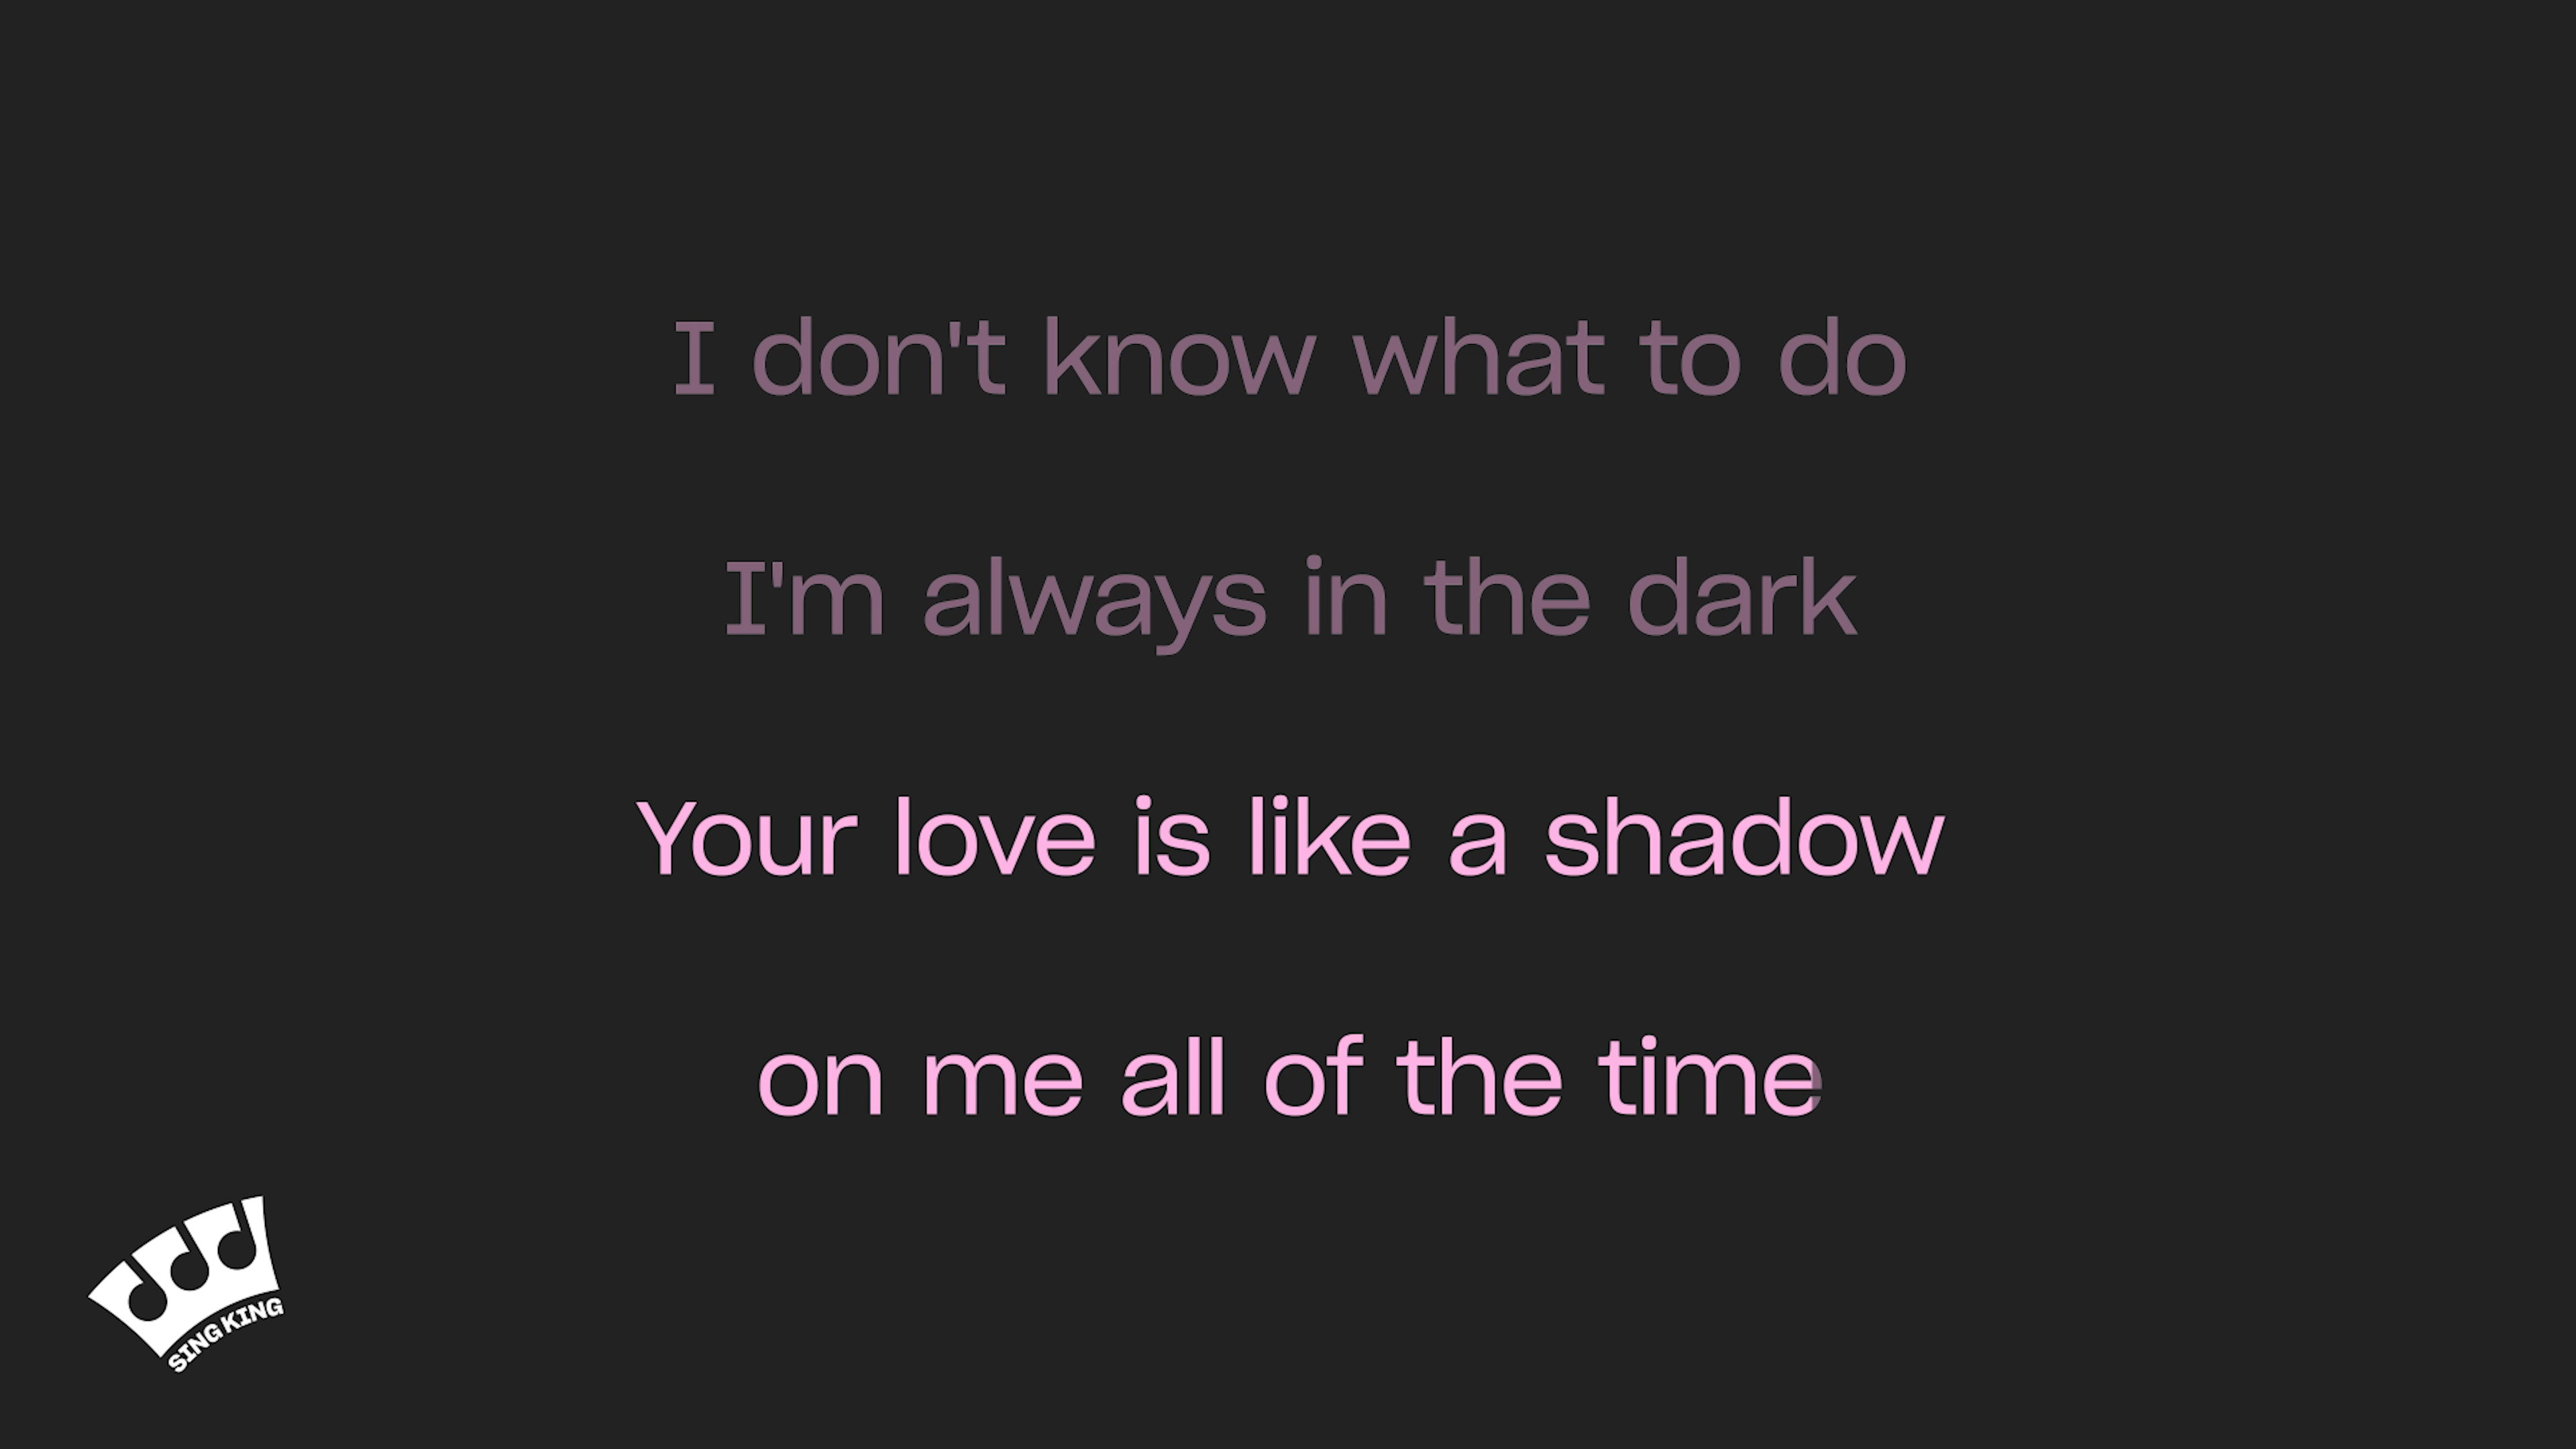 I don't know what to do
I'm always in the dark
Your love is like a shadow
on me all of the time
SING KING